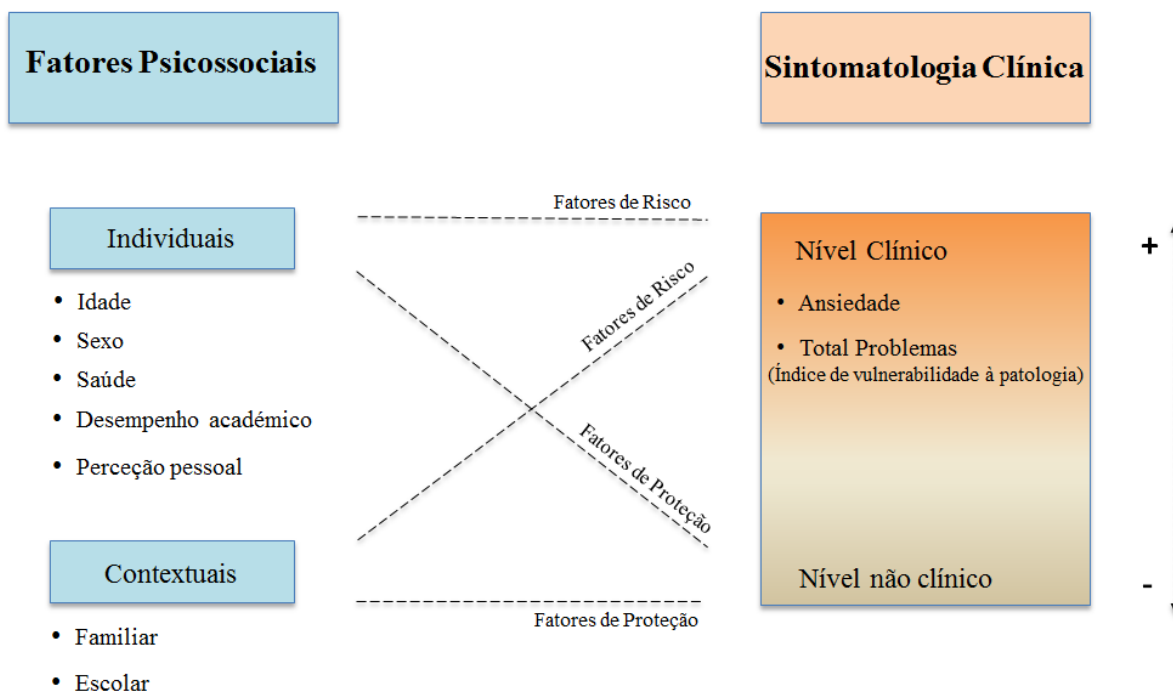 Fatores Psicossociais
Sintomatologia Clínica
Individuais
• Idade
• Sexo
• Saúde
• Desempenho académico
• Perceção pessoal
Contextuais
• Familiar
• Escolar
Fatores de Risco
Fatores de Risco
Fatores de Proteção
Fatores de Proteção
Nível Clínico
• Ansiedade
• Total Problemas
(Índice de vulnerabilidade à patologia)
Nível não clínico
+
-